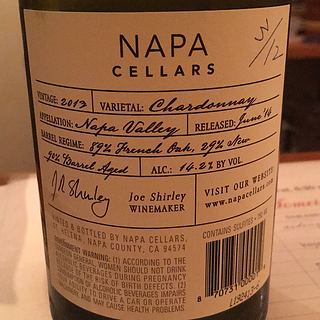 NAPA
CELLARS
VINTAGE: 2013 VARIETAL: Chardonnay
APPELLATION: Napa Valley RELEASED: June '14
BARREL REGIME: 89% French Oak, 29% New
90% Barrel Aged ALC.: 14.2% BY VOL.
JR Shirley
Joe Shirley
WINEMAKER
VISIT OUR WEBSITE
www.napacellars.com
VINTED & BOTTLED BY NAPA CELLARS,
ST. HELENA, NAPA COUNTY, CA 94574
GOVERNMENT WARNING: (1) ACCORDING TO THE
SURGEON GENERAL, WOMEN SHOULD NOT DRINK
ALCOHOLIC BEVERAGES DURING PREGNANCY
BECAUSE OF THE RISK OF BIRTH DEFECTS. (2)
CONSUMPTION OF ALCOHOLIC BEVERAGES IMPAIRS
YOUR ABILITY TO DRIVE A CAR OR OPERATE
MACHINERY, AND MAY CAUSE HEALTH PROBLEMS.
CONTAINS SULFITES